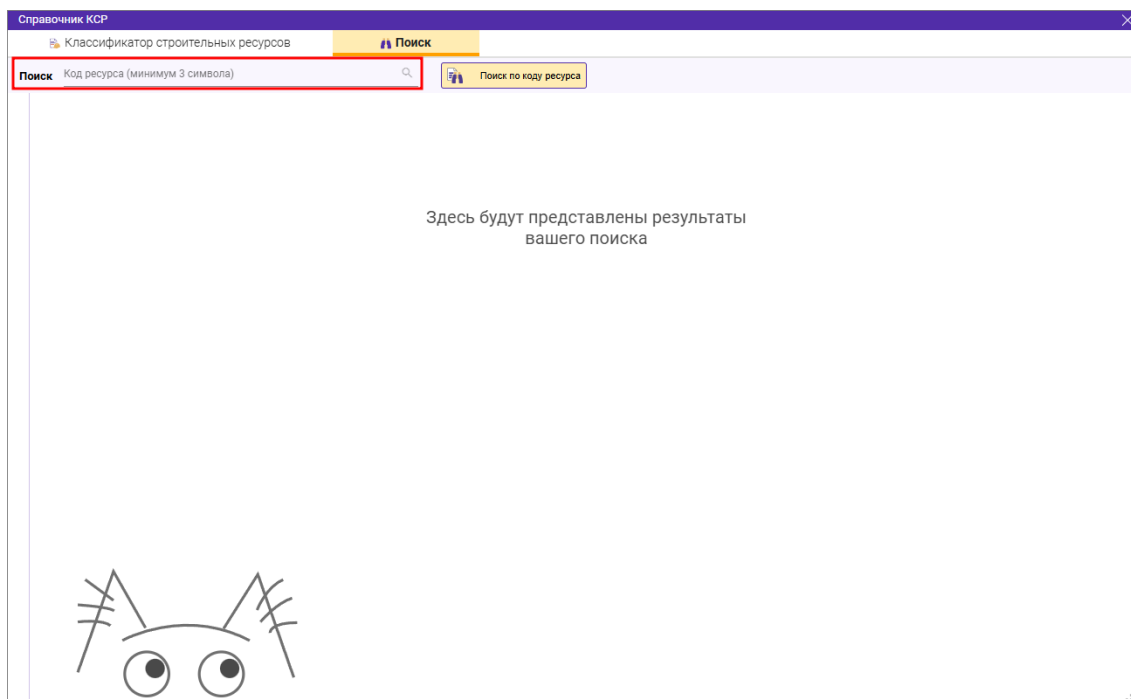 Справочник КСР
Классификатор строительных ресурсов
Поиск
Поиск Код ресурса (минимум 3 символа)
Поиск по коду ресурса
Здесь будут представлены результаты
вашего поиска